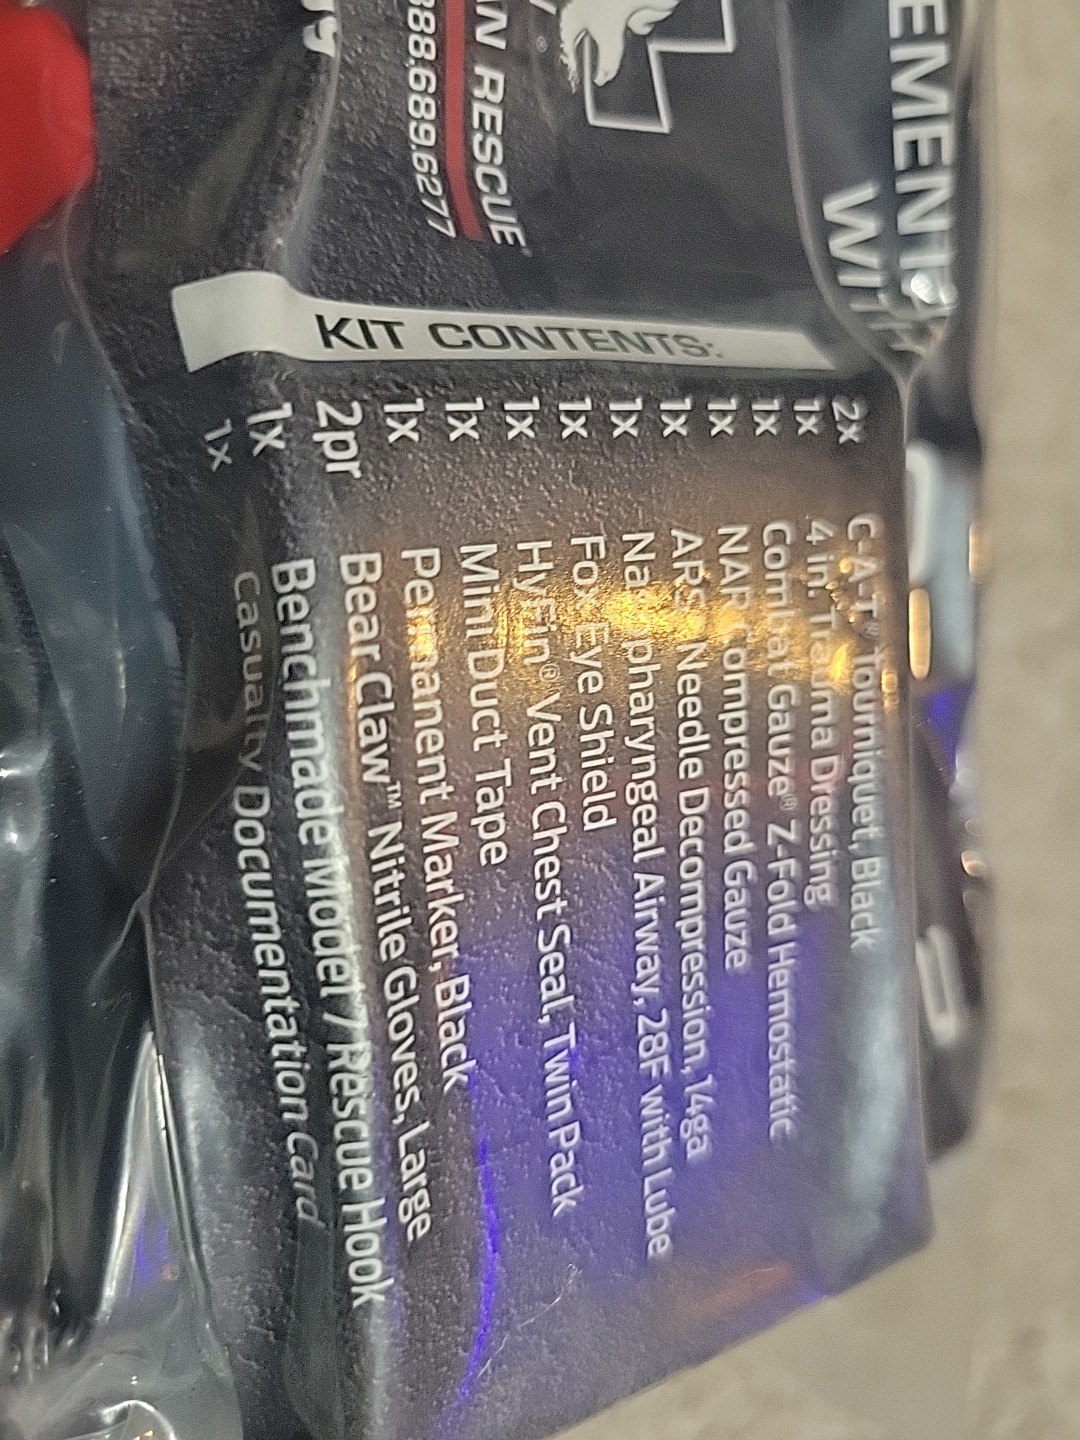 EMENT
WITH
AN RESCUE
888.689.6277
KIT CONTENTS:
2x C-A-T® Tourniquet, Black
1x 4 in. Trauma Dressing
1x Combat Gauze® Z-Fold Hemostatic
1x NAR Compressed Gauze
1x ARS Needle Decompression, 14ga
1x Nasopharyngeal Airway, 28F with Lube
1x Fox Eye Shield
1x HyFin® Vent Chest Seal, Twin Pack
1x Mini Duct Tape
1x Permanent Marker, Black
2pr Bear Claw™ Nitrile Gloves, Large
1x Benchmade Model 7 Rescue Hook
1x Casualty Documentation Card